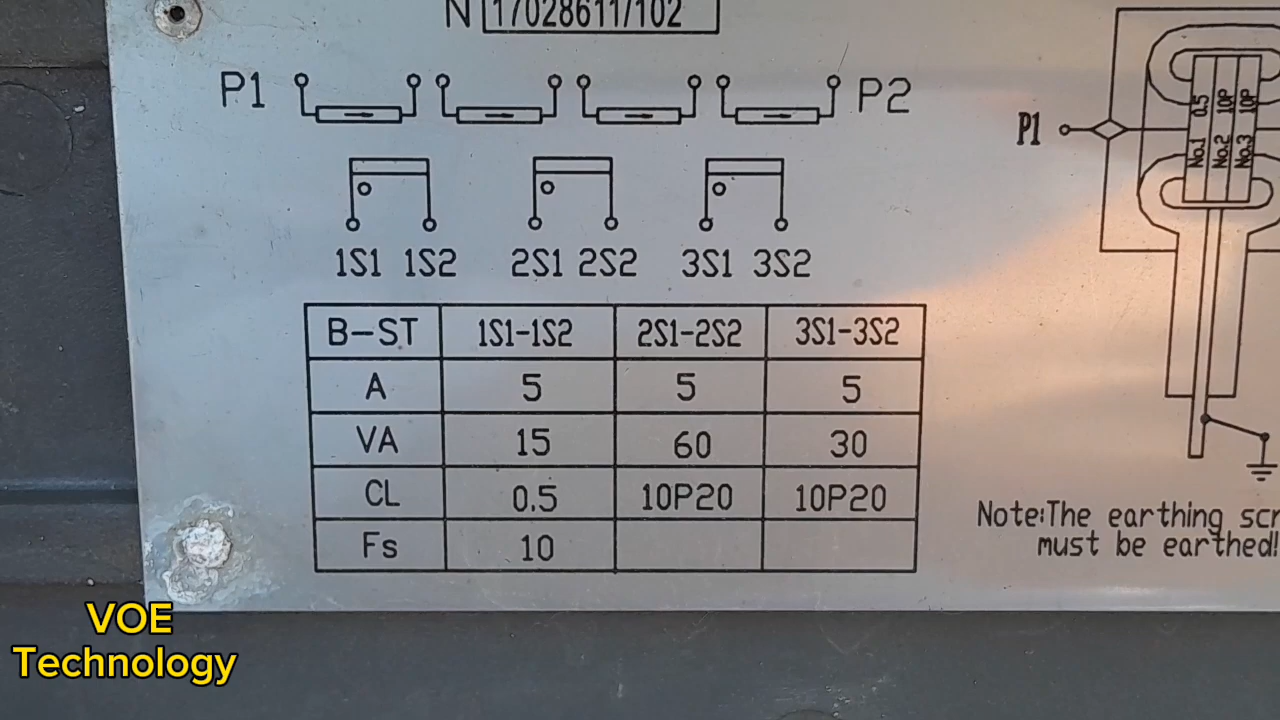 N 17028611/102
P1 P2
1S1 1S2 2S1 2S2 3S1 3S2
B-ST 1S1-1S2 2S1-2S2 3S1-3S2
A 5 5 5
VA 15 60 30
CL 0.5 10P20 10P20
Fs 10
P1
No.1 0.5
No.2 10P
No.3 10P
Note:The earthing scr
must be earthed!
VOE
Technology